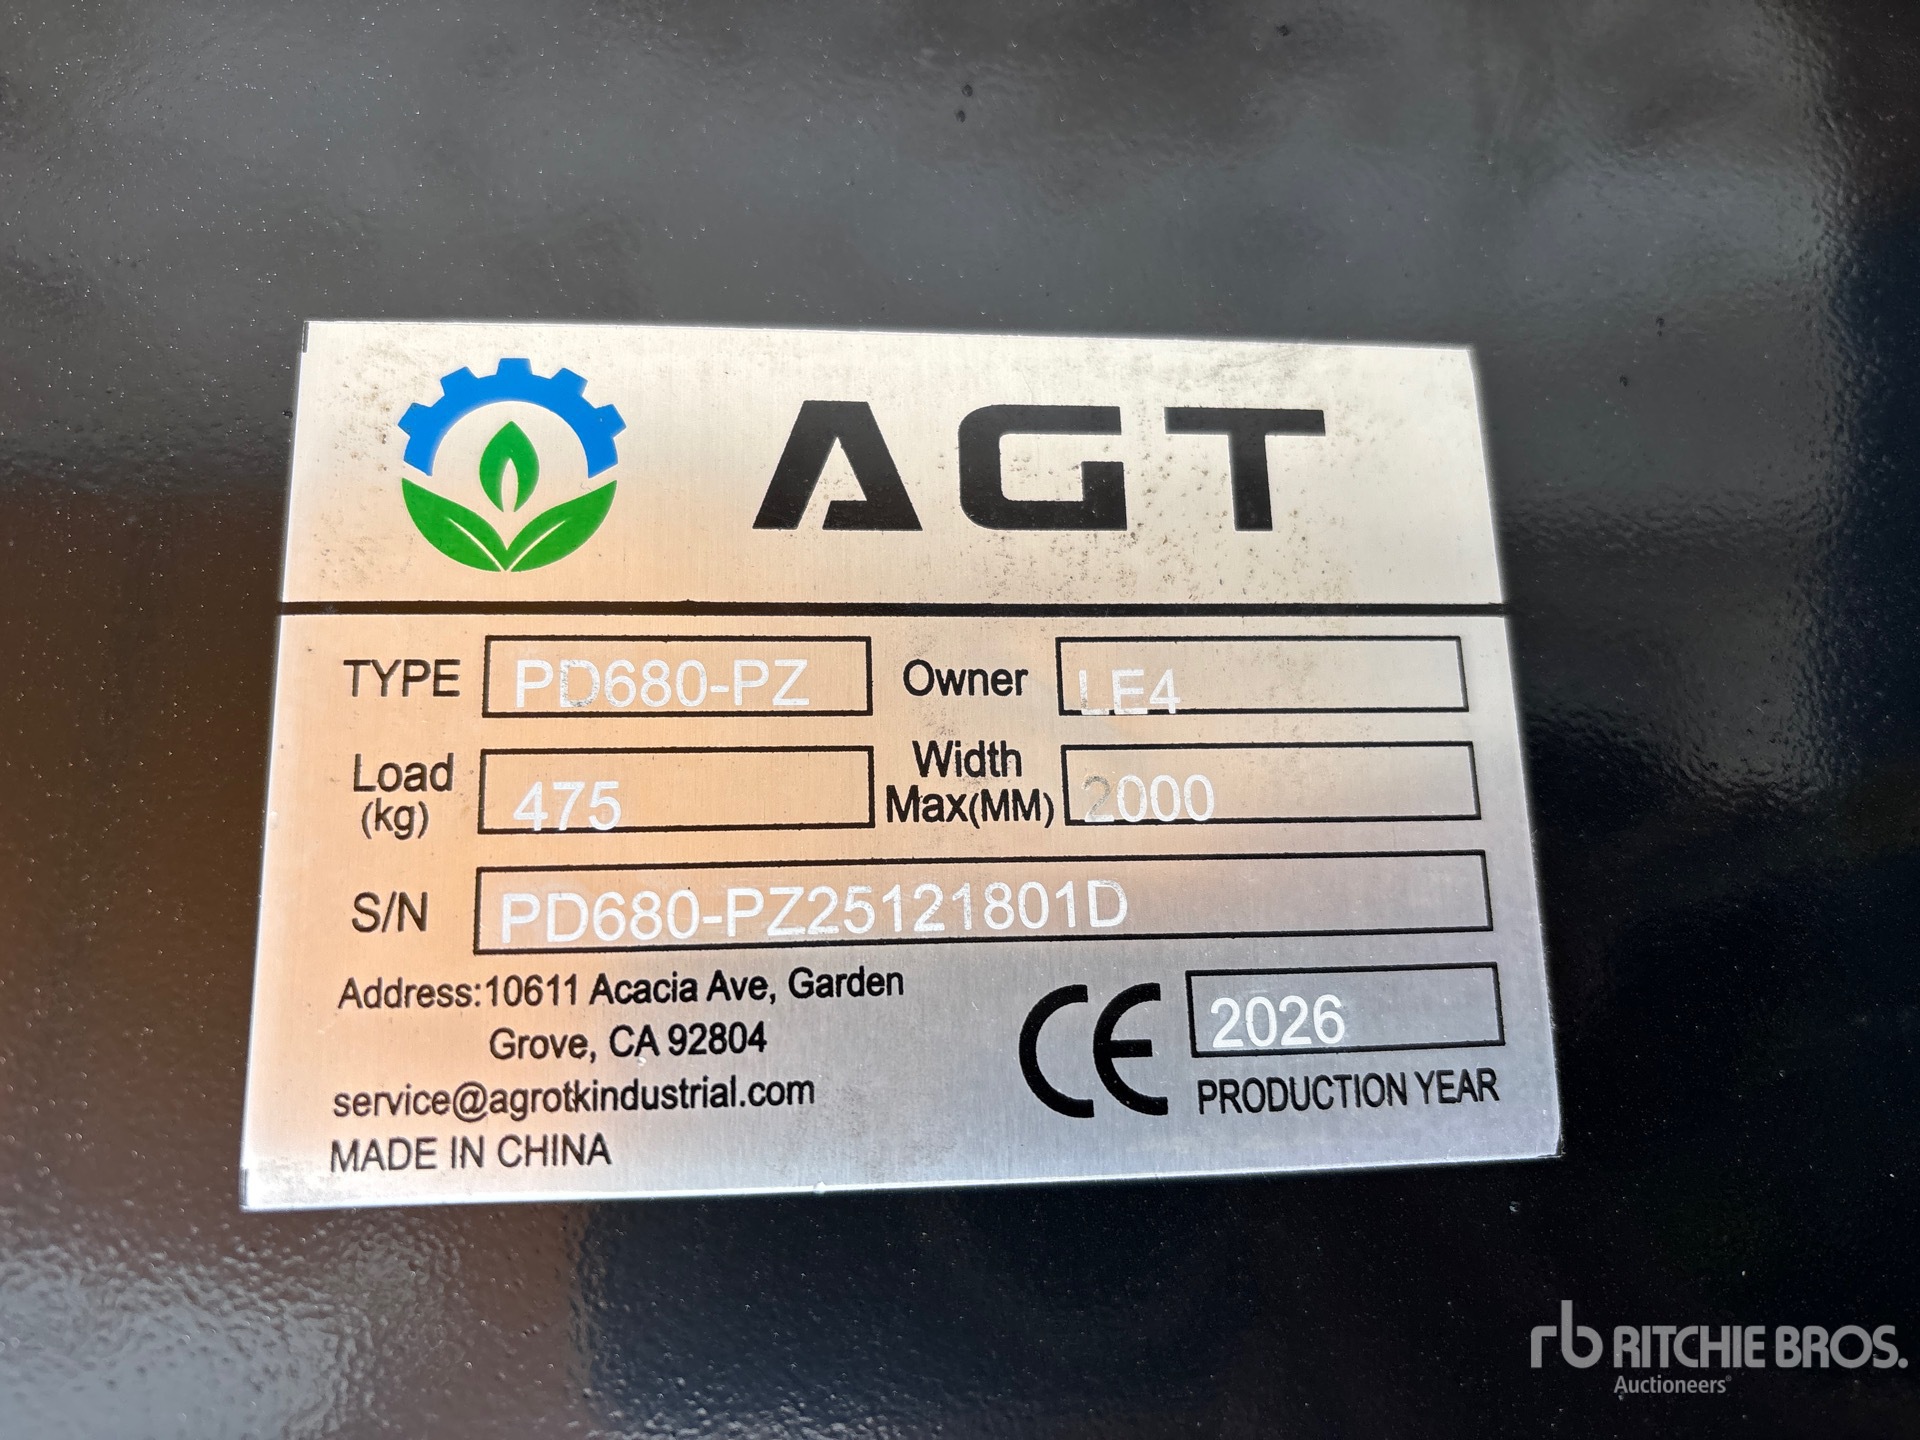 AGT
TYPE PD680-PZ Owner LE4
Load (kg) 475 Width Max(MM) 2000
S/N PD680-PZ25121801D
Address:10611 Acacia Ave, Garden
Grove, CA 92804
service@agrotkindustrial.com
MADE IN CHINA
CE 2026
PRODUCTION YEAR
rb RITCHIE BROS.
Auctioneers